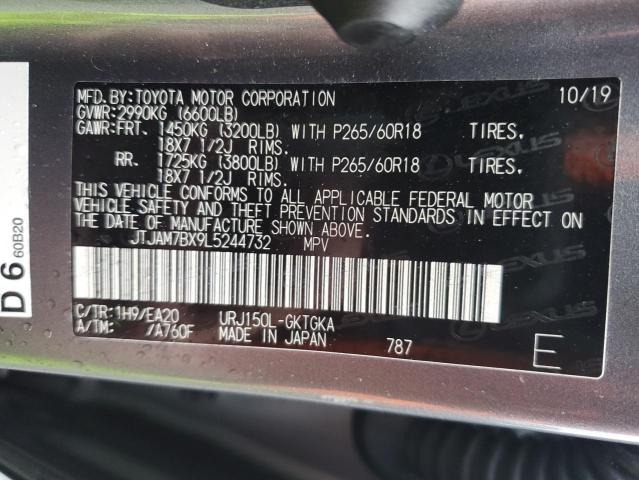 MFD.BY:TOYOTA MOTOR CORPORATION 10/19
GVWR:2990KG (6600LB)
GAWR:FRT. 1450KG (3200LB) WITH P265/60R18 TIRES,
18X7 1/2J RIMS.
RR. 1725KG (3800LB) WITH P265/60R18 TIRES,
18X7 1/2J RIMS.
THIS VEHICLE CONFORMS TO ALL APPLICABLE FEDERAL MOTOR
VEHICLE SAFETY AND THEFT PREVENTION STANDARDS IN EFFECT ON
THE DATE OF MANUFACTURE SHOWN ABOVE.
JTJAM7BX9L5244732 MPV
C/TR:1H9/EA20 URJ150L-GKTGKA
A/TM: /A760F MADE IN JAPAN 787 E
D 6 60B20
LEXUS